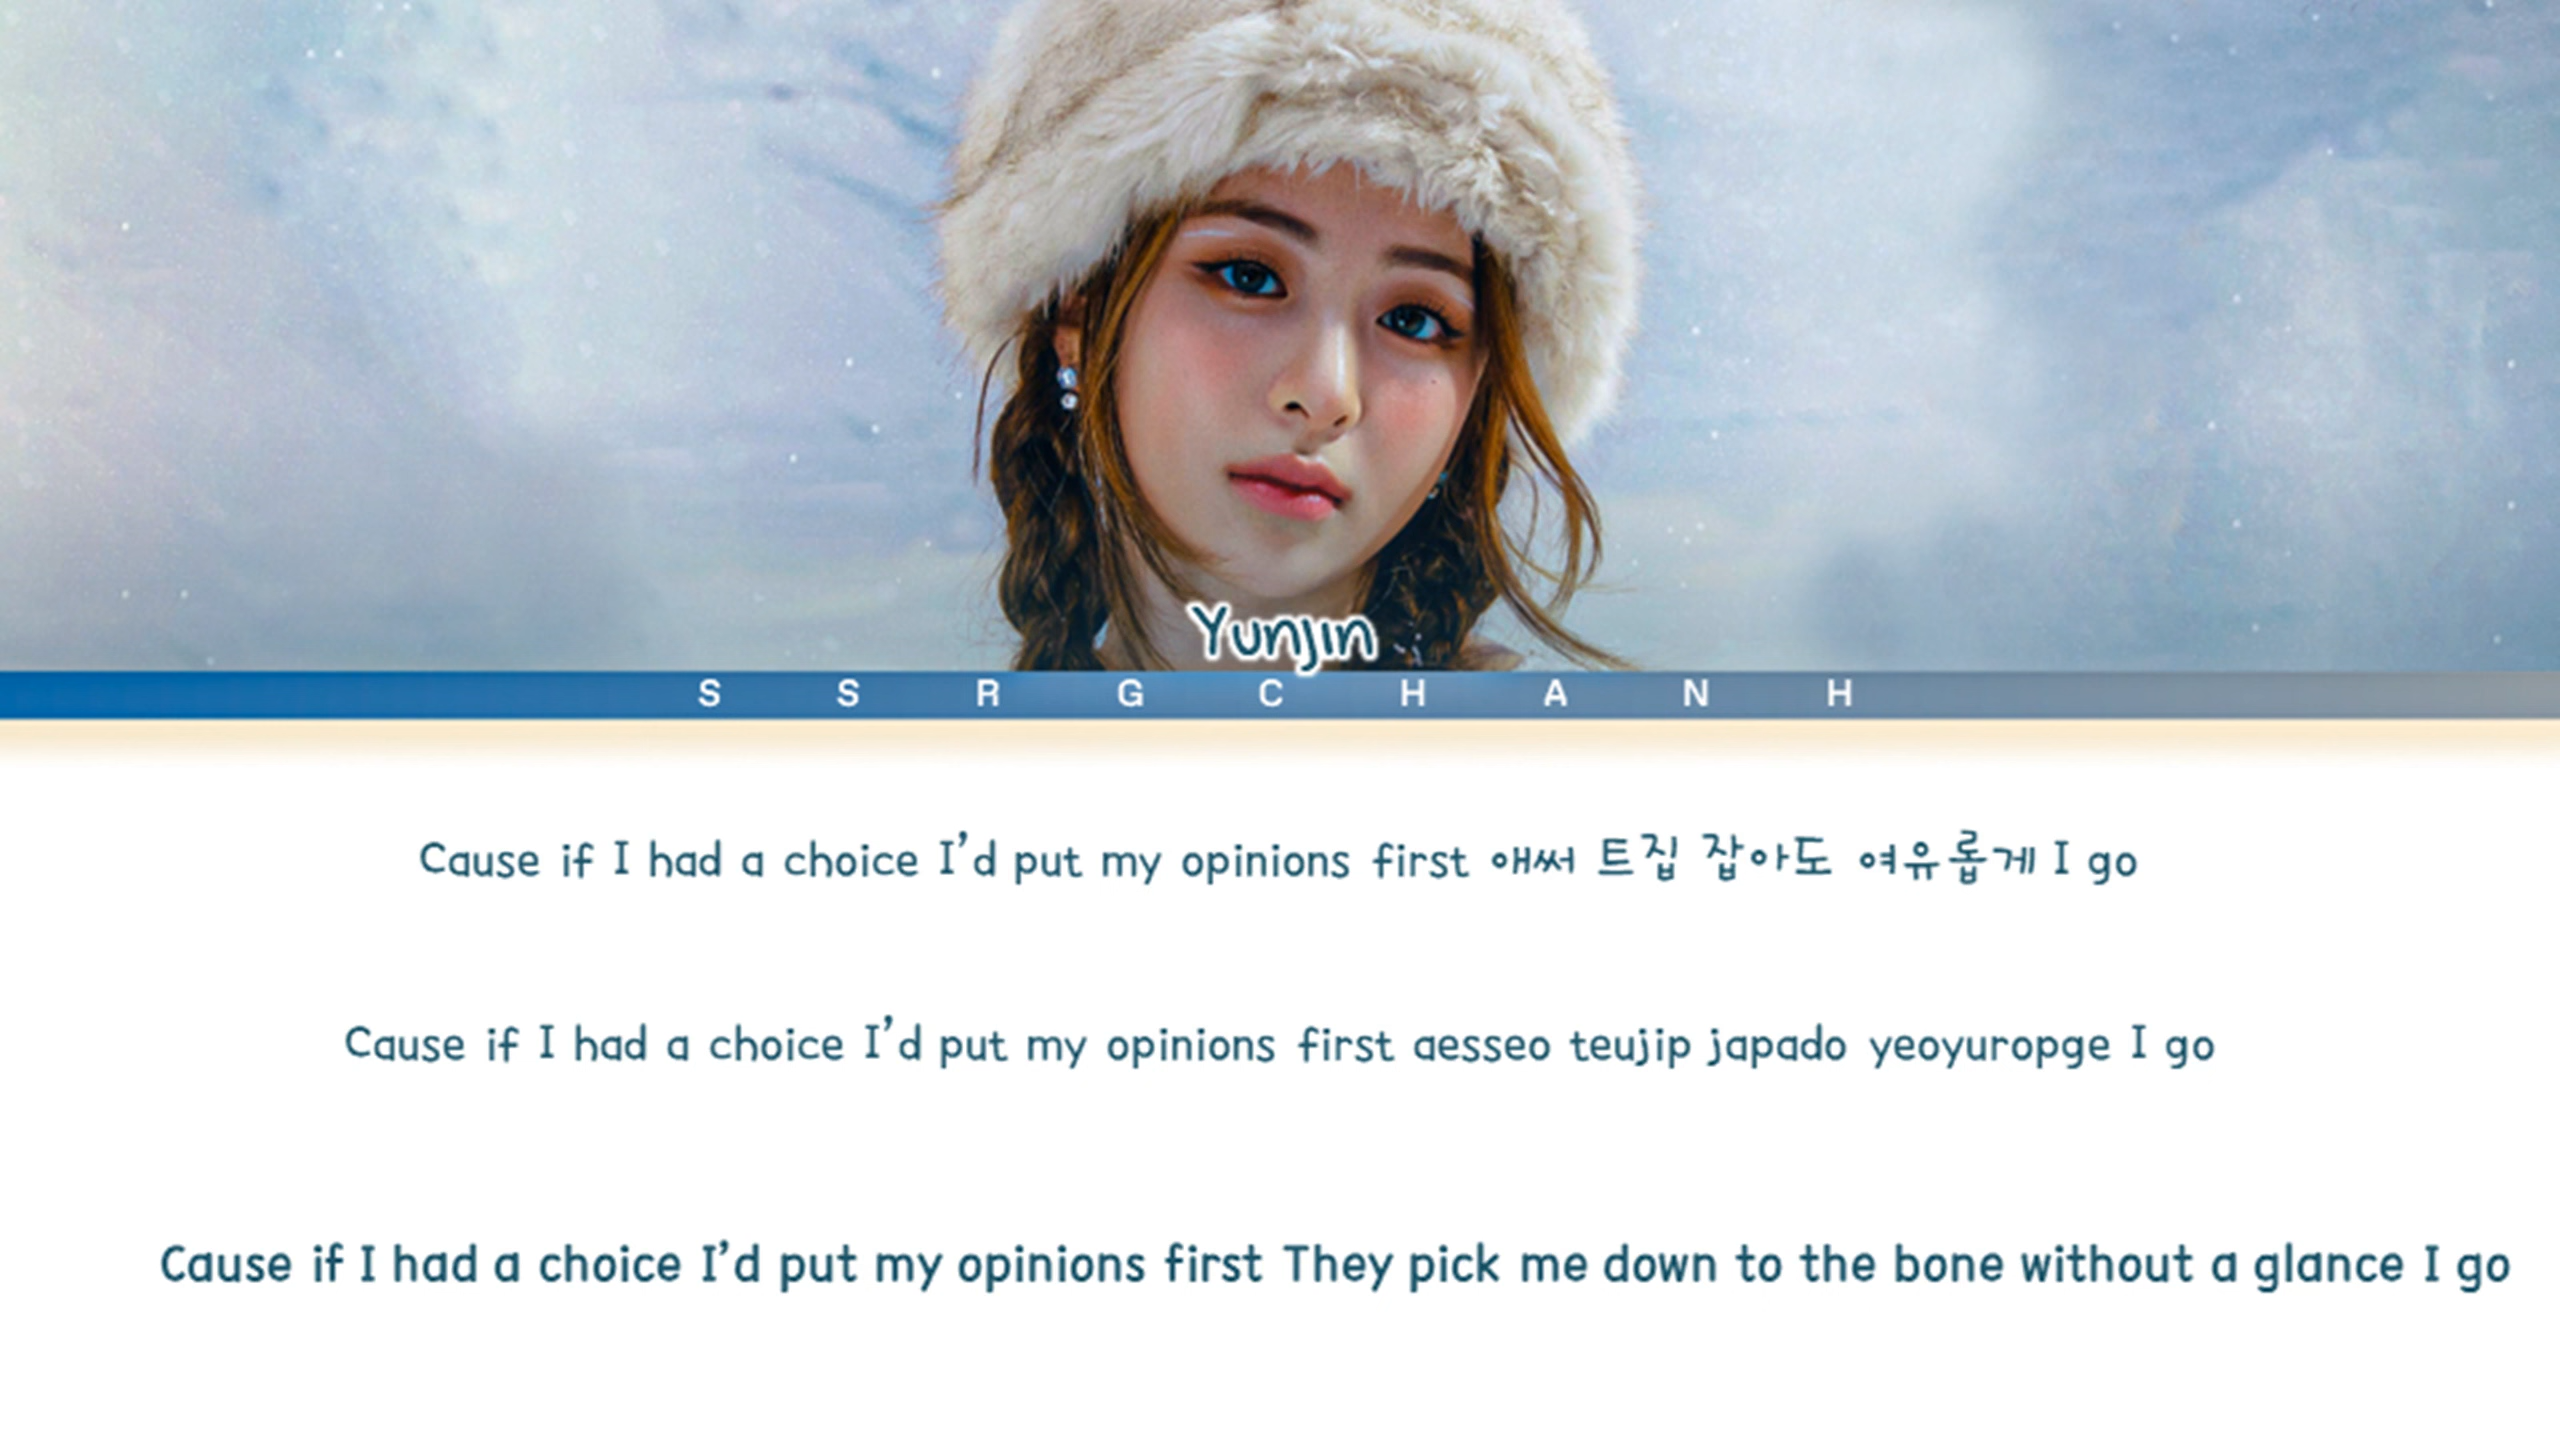 Yunjin
S S R G C H A N H
Cause if I had a choice I'd put my opinions first 애써 트집 잡아도 여유롭게 I go
Cause if I had a choice I'd put my opinions first aesseo teujip japado yeoyuropge I go
Cause if I had a choice I'd put my opinions first They pick me down to the bone without a glance I go